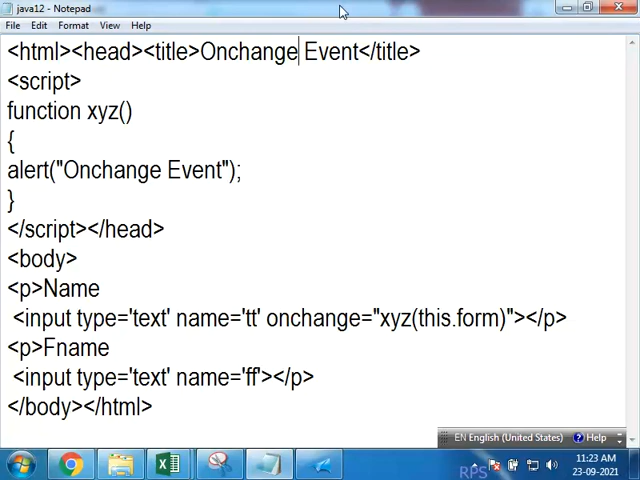 java12 - Notepad
File Edit Format View Help
<html><head><title>Onchange Event</title>
<script>
function xyz()
{
alert("Onchange Event");
}
</script></head>
<body>
<p>Name
<input type='text' name='tt' onchange="xyz(this.form)"></p>
<p>Fname
<input type='text' name='ff'></p>
</body></html>
EN English (United States) Help
RPS
11:23 AM
23-09-2021